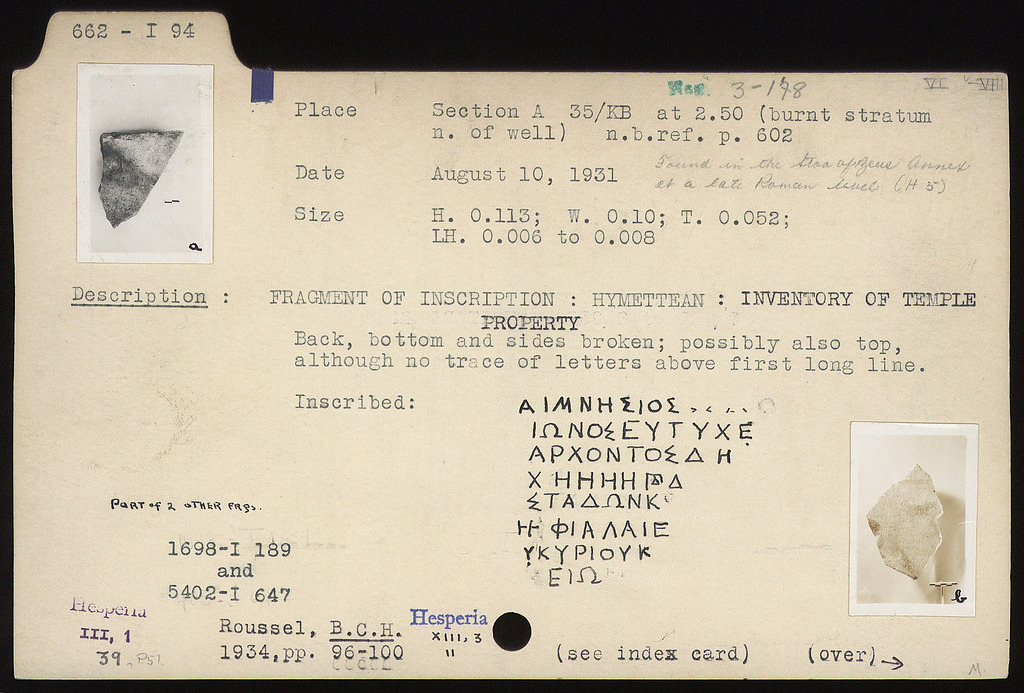 662 - I 94
3-148
VI - VIII
Place Section A 35/KB at 2.50 (burnt stratum
n. of well) n.b.ref. p. 602
Date August 10, 1931
Found in the Stoa of Zeus Annex
at a late Roman level (H 5)
Size H. 0.113; W. 0.10; T. 0.052;
LH. 0.006 to 0.008
a
Description : FRAGMENT OF INSCRIPTION : HYMETTEAN : INVENTORY OF TEMPLE
PROPERTY
Back, bottom and sides broken; possibly also top,
although no trace of letters above first long line.
Inscribed:
ΑΙΜΝΗΣΙΟΣ.....
ΙΩΝΟΣΕΥΤΥΧΕ
ΑΡΧΟΝΤΟΣΔΗ
ΣΤΑΔΩΝΚ
ΦΙΑΛΑΙΕ
ΥΚΥΡΙΟΥΚ
ΕΙΩ
b
PART OF 2 OTHER FRGS.
1698-I 189
and
5402-I 647
Hesperia
III, 1
39
Roussel, B.C.H.
1934, pp. 96-100
Hesperia
XIII, 3
11
(see index card) (over) →
M.